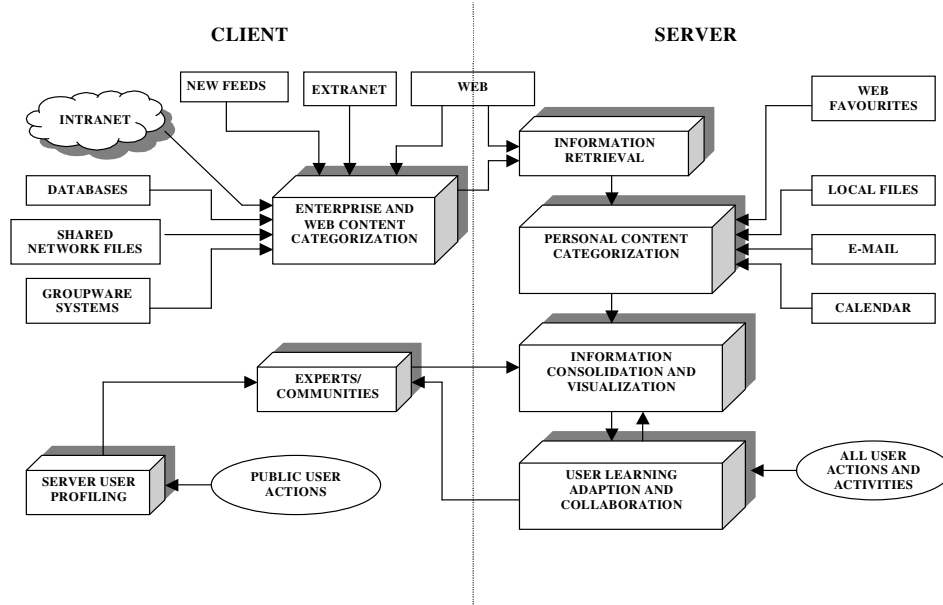 CLIENT
SERVER
NEW FEEDS
EXTRANET
WEB
WEB
FAVOURITES
INTRANET
INFORMATION
RETRIEVAL
DATABASES
ENTERPRISE AND
WEB CONTENT
CATEGORIZATION
LOCAL FILES
SHARED
NETWORK FILES
PERSONAL CONTENT
CATEGORIZATION
E-MAIL
GROUPWARE
SYSTEMS
CALENDAR
EXPERTS/
COMMUNITIES
INFORMATION
CONSOLIDATION AND
VISUALIZATION
SERVER USER
PROFILING
PUBLIC USER
ACTIONS
USER LEARNING
ADAPTION AND
COLLABORATION
ALL USER
ACTIONS AND
ACTIVITIES